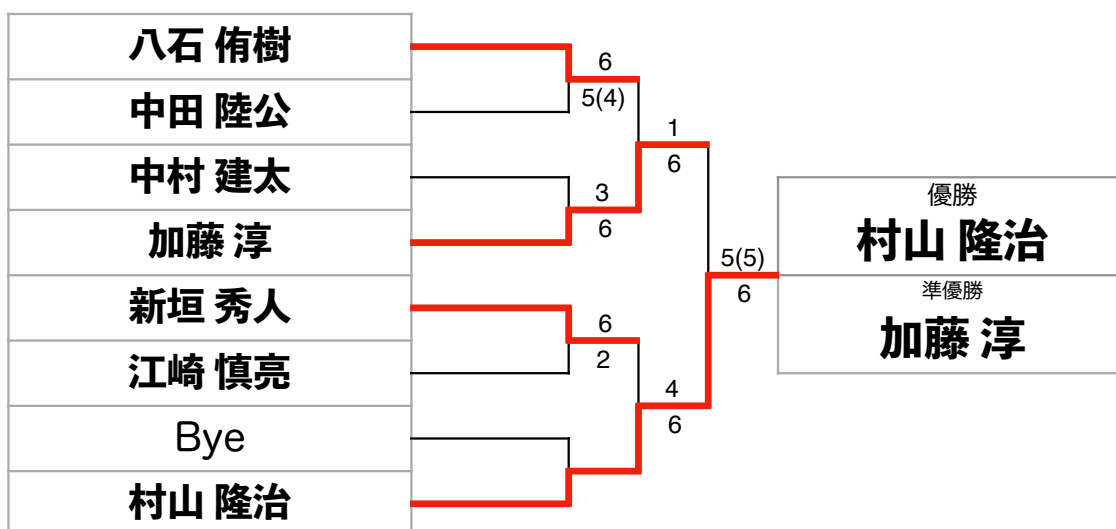 八石 侑樹
中田 陸公
中村 建太
加藤 淳
新垣 秀人
江崎 慎亮
Bye
村山 隆治
6
5(4)
3
6
6
2
1
6
4
6
5(5)
6
優勝
村山 隆治
準優勝
加藤 淳